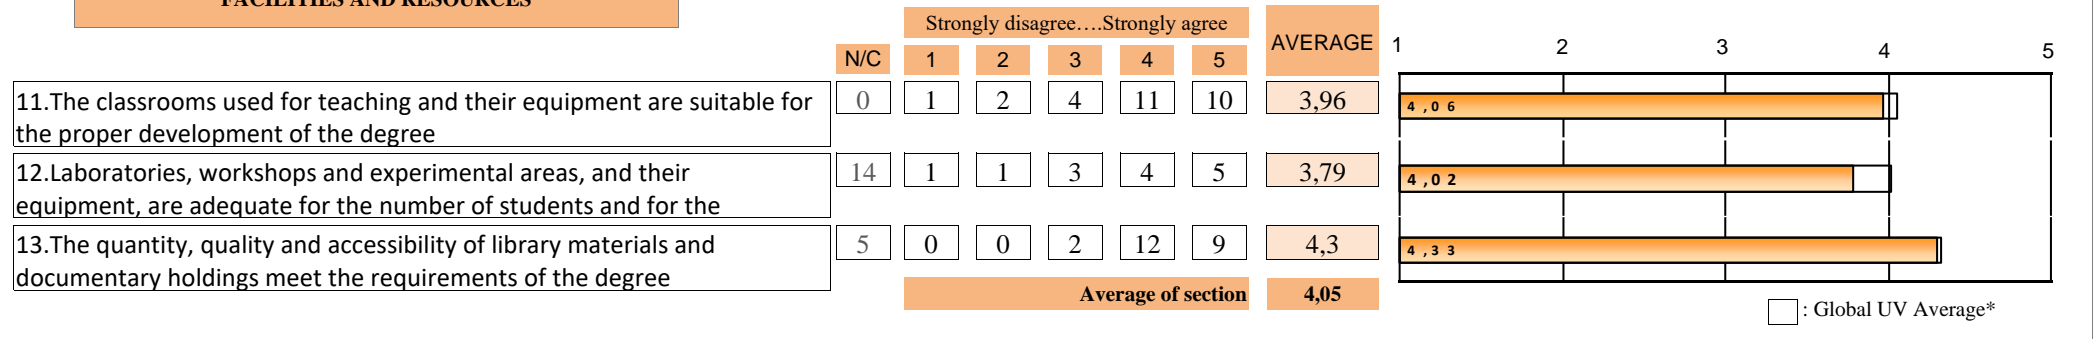 FACILITIES AND RESOURCES
Strongly disagree….Strongly agree
AVERAGE
N/C 1 2 3 4 5
1 2 3 4 5
11.The classrooms used for teaching and their equipment are suitable for
the proper development of the degree
0 1 2 4 11 10 3,96
4,06
12.Laboratories, workshops and experimental areas, and their
equipment, are adequate for the number of students and for the
14 1 1 3 4 5 3,79
4,02
13.The quantity, quality and accessibility of library materials and
documentary holdings meet the requirements of the degree
5 0 0 2 12 9 4,3
4,33
Average of section 4,05
: Global UV Average*